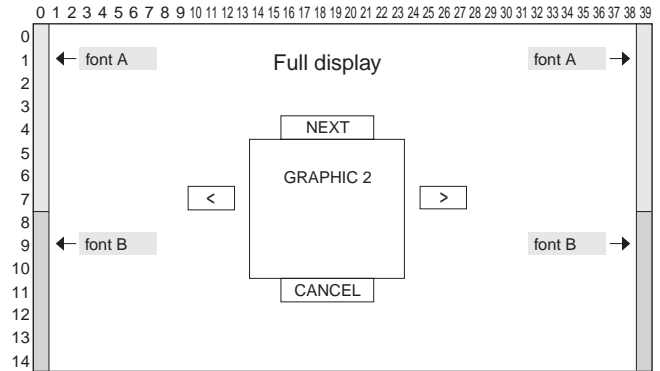 0 1 2 3 4 5 6 7 8 9 10 11 12 13 14 15 16 17 18 19 20 21 22 23 24 25 26 27 28 29 30 31 32 33 34 35 36 37 38 39
0
1 font A Full display font A
2
3
4 NEXT
5
6 GRAPHIC 2
7 < >
8
9 font B font B
10
11 CANCEL
12
13
14